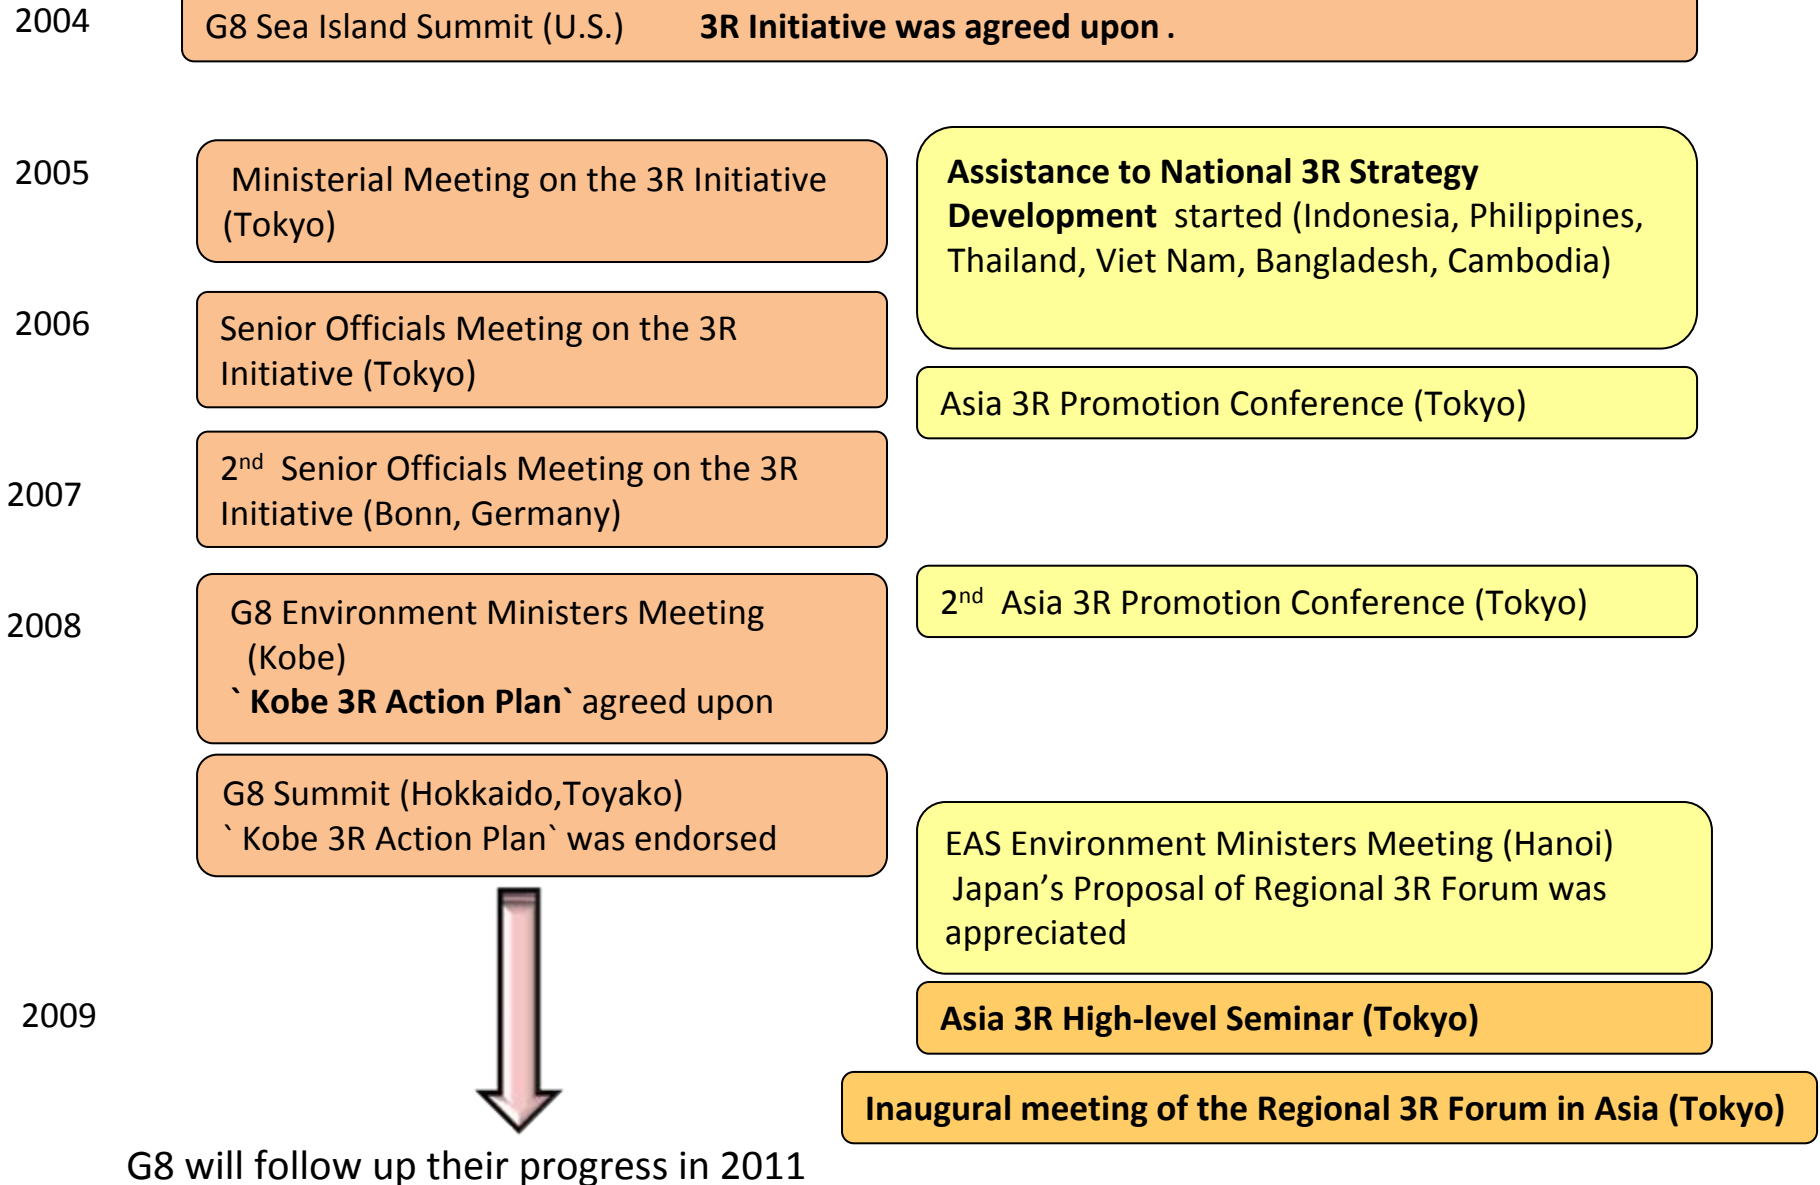 2004
G8 Sea Island Summit (U.S.) 3R Initiative was agreed upon .
2005
Ministerial Meeting on the 3R Initiative
(Tokyo)
Assistance to National 3R Strategy
Development started (Indonesia, Philippines,
Thailand, Viet Nam, Bangladesh, Cambodia)
2006
Senior Officials Meeting on the 3R
Initiative (Tokyo)
Asia 3R Promotion Conference (Tokyo)
2007
2nd Senior Officials Meeting on the 3R
Initiative (Bonn, Germany)
2008
G8 Environment Ministers Meeting
(Kobe)
` Kobe 3R Action Plan` agreed upon
2nd Asia 3R Promotion Conference (Tokyo)
G8 Summit (Hokkaido,Toyako)
` Kobe 3R Action Plan` was endorsed
EAS Environment Ministers Meeting (Hanoi)
Japan’s Proposal of Regional 3R Forum was
appreciated
2009
Asia 3R High-level Seminar (Tokyo)
Inaugural meeting of the Regional 3R Forum in Asia (Tokyo)
G8 will follow up their progress in 2011